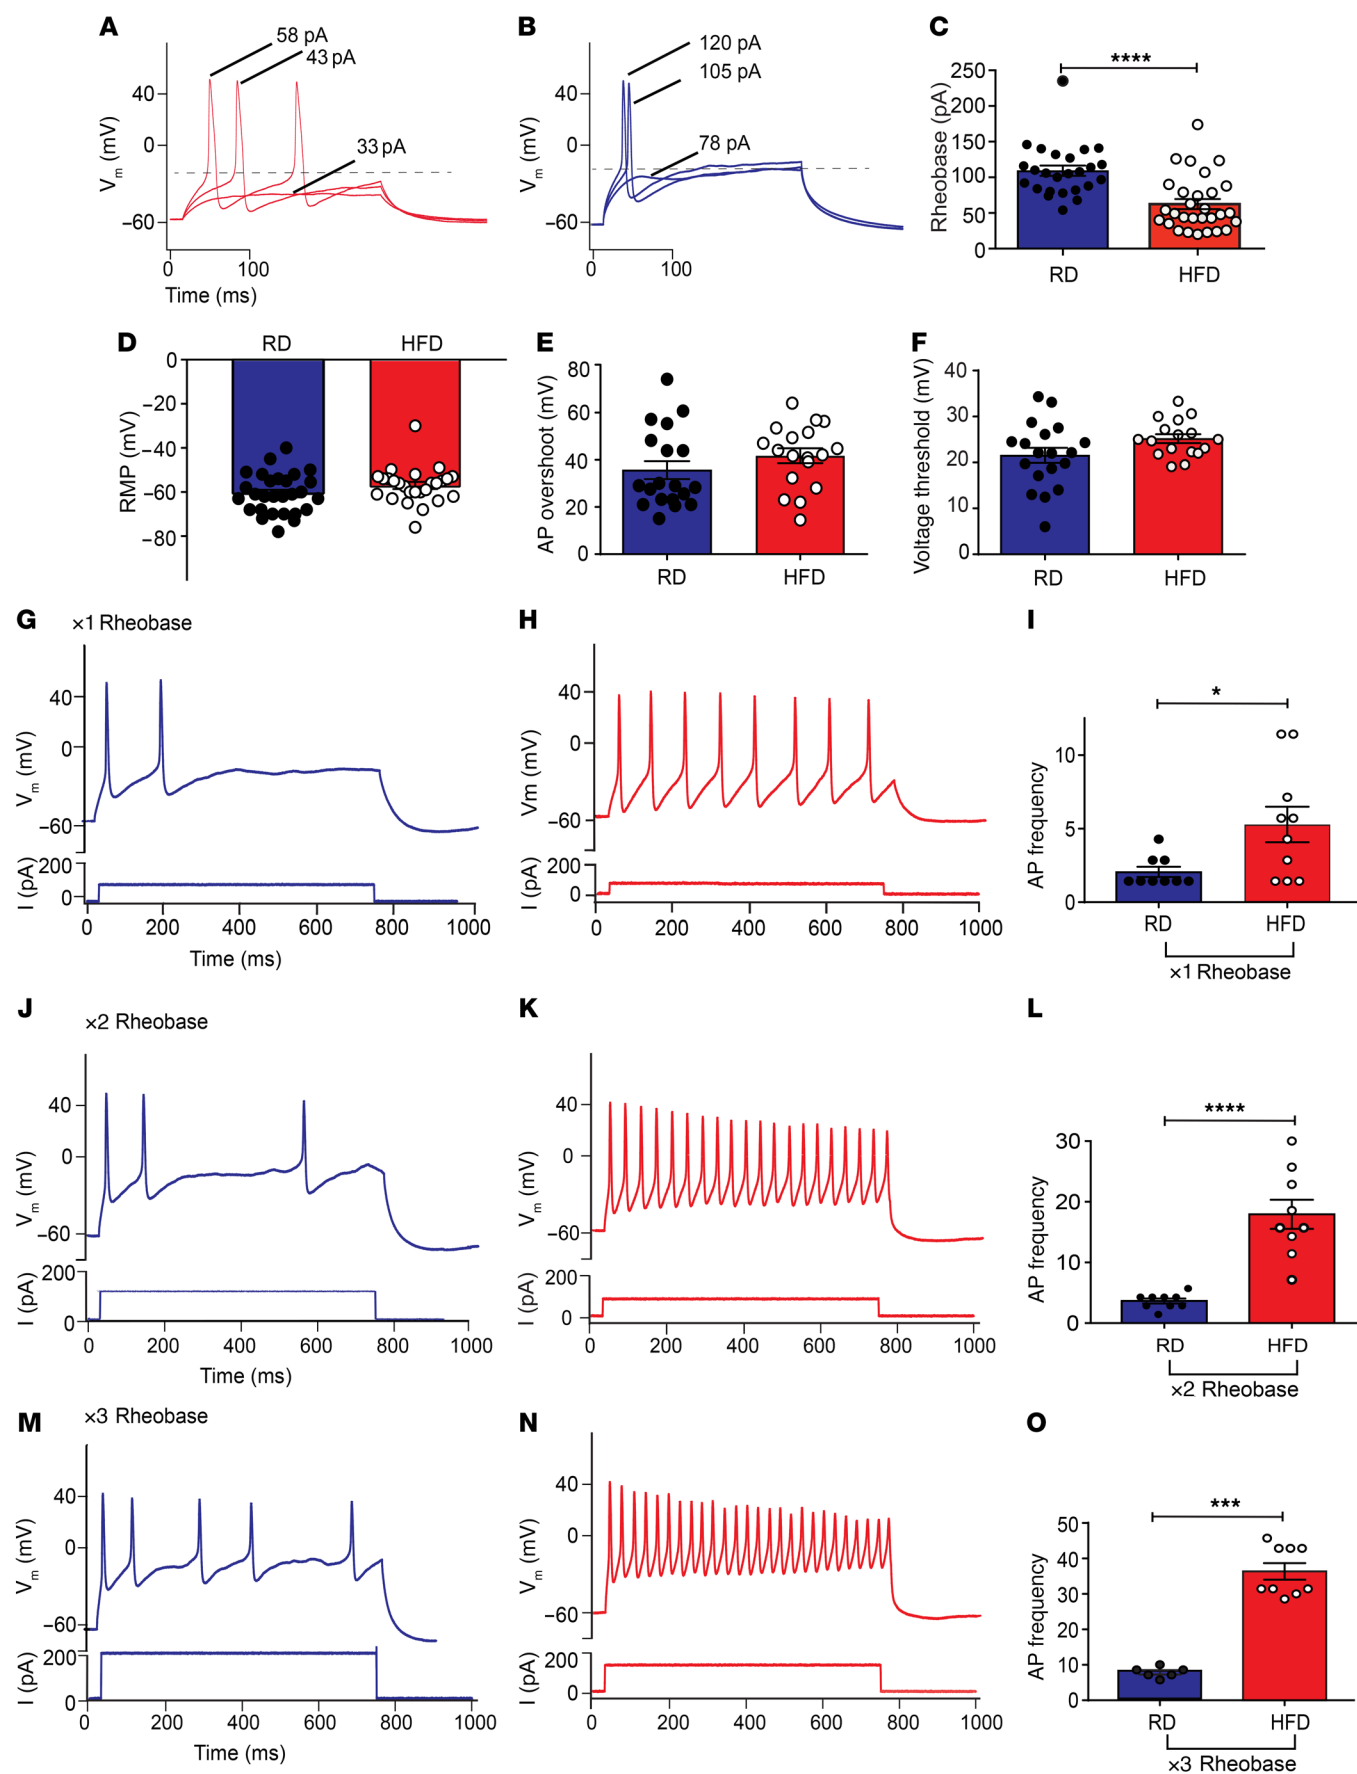 A
58 pA
43 pA
33 pA
Vm (mV)
40
0
−60
0
100
Time (ms)
B
120 pA
105 pA
78 pA
Vm (mV)
40
0
−60
0
100
C
****
Rheobase (pA)
250
200
150
100
50
0
RD
HFD
D
RD
HFD
RMP (mV)
0
−20
−40
−60
−80
E
AP overshoot (mV)
80
60
40
20
0
RD
HFD
F
Voltage threshold (mV)
40
30
20
10
0
RD
HFD
G
×1 Rheobase
Vm (mV)
40
0
−60
I (pA)
200
0
0
200
400
600
800
1000
Time (ms)
H
Vm (mV)
40
0
−60
I (pA)
200
0
0
200
400
600
800
1000
I
*
AP frequency
10
5
0
RD
HFD
×1 Rheobase
J
×2 Rheobase
Vm (mV)
40
0
−60
I (pA)
200
0
0
200
400
600
800
1000
Time (ms)
K
Vm (mV)
40
0
−60
I (pA)
200
0
0
200
400
600
800
1000
L
****
AP frequency
30
20
10
0
RD
HFD
×2 Rheobase
M
×3 Rheobase
Vm (mV)
40
0
−60
I (pA)
200
0
0
200
400
600
800
1000
Time (ms)
N
Vm (mV)
40
0
−60
I (pA)
200
0
0
200
400
600
800
1000
O
***
AP frequency
50
40
30
20
10
0
RD
HFD
×3 Rheobase